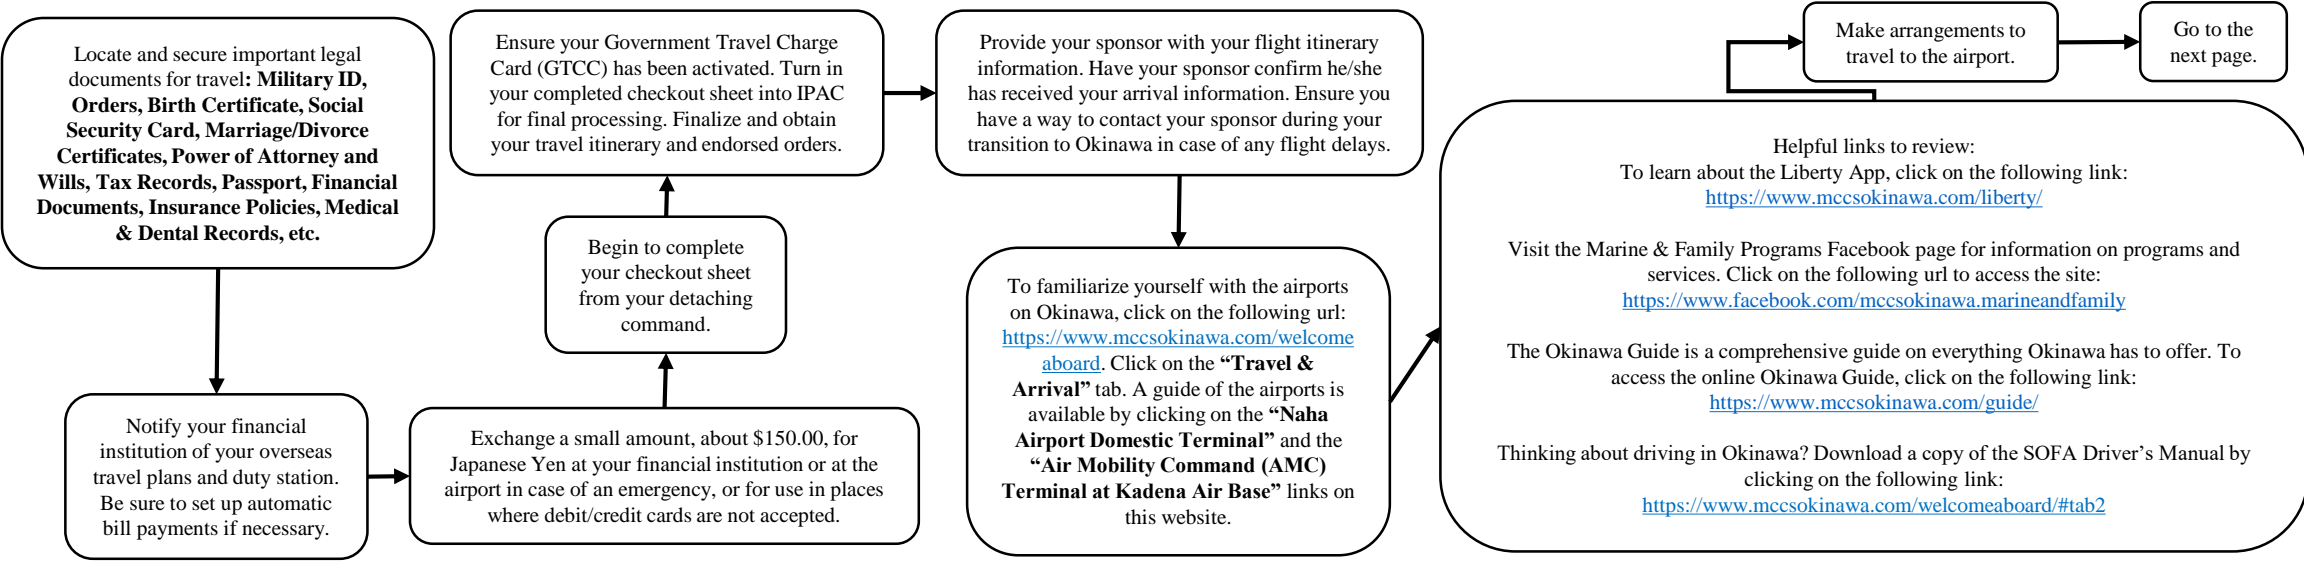 Locate and secure important legal
documents for travel: Military ID,
Orders, Birth Certificate, Social
Security Card, Marriage/Divorce
Certificates, Power of Attorney and
Wills, Tax Records, Passport, Financial
Documents, Insurance Policies, Medical
& Dental Records, etc.
Notify your financial
institution of your overseas
travel plans and duty station.
Be sure to set up automatic
bill payments if necessary.
Exchange a small amount, about $150.00, for
Japanese Yen at your financial institution or at the
airport in case of an emergency, or for use in places
where debit/credit cards are not accepted.
Begin to complete
your checkout sheet
from your detaching
command.
Ensure your Government Travel Charge
Card (GTCC) has been activated. Turn in
your completed checkout sheet into IPAC
for final processing. Finalize and obtain
your travel itinerary and endorsed orders.
Provide your sponsor with your flight itinerary
information. Have your sponsor confirm he/she
has received your arrival information. Ensure you
have a way to contact your sponsor during your
transition to Okinawa in case of any flight delays.
To familiarize yourself with the airports
on Okinawa, click on the following url:
https://www.mccsokinawa.com/welcome
aboard. Click on the “Travel &
Arrival” tab. A guide of the airports is
available by clicking on the “Naha
Airport Domestic Terminal” and the
“Air Mobility Command (AMC)
Terminal at Kadena Air Base” links on
this website.
Helpful links to review:
To learn about the Liberty App, click on the following link:
https://www.mccsokinawa.com/liberty/
Visit the Marine & Family Programs Facebook page for information on programs and
services. Click on the following url to access the site:
https://www.facebook.com/mccsokinawa.marineandfamily
The Okinawa Guide is a comprehensive guide on everything Okinawa has to offer. To
access the online Okinawa Guide, click on the following link:
https://www.mccsokinawa.com/guide/
Thinking about driving in Okinawa? Download a copy of the SOFA Driver’s Manual by
clicking on the following link:
https://www.mccsokinawa.com/welcomeaboard/#tab2
Make arrangements to
travel to the airport.
Go to the
next page.